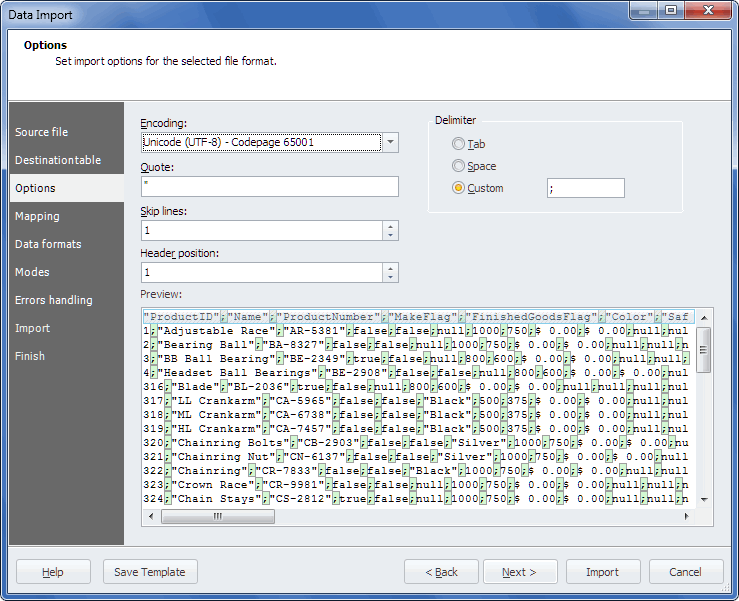 Data Import
Options
Set import options for the selected file format.
Source file
Destinationtable
Options
Mapping
Data formats
Modes
Errors handling
Import
Finish
Encoding:
Unicode (UTF-8) - Codepage 65001
Quote:
"
Skip lines:
1
Header position:
1
Delimiter
Tab
Space
Custom
;
Preview:
"ProductID";"Name";"ProductNumber";"MakeFlag";"FinishedGoodsFlag";"Color";"Saf
1;"Adjustable Race";"AR-5381";false;false;null;1000;750;$ 0.00;$ 0.00;null;nul
2;"Bearing Ball";"BA-8327";false;false;null;1000;750;$ 0.00;$ 0.00;null;null;n
3;"BB Ball Bearing";"BE-2349";true;false;null;800;600;$ 0.00;$ 0.00;null;null;
4;"Headset Ball Bearings";"BE-2908";false;false;null;800;600;$ 0.00;$ 0.00;nul
316;"Blade";"BL-2036";true;false;null;800;600;$ 0.00;$ 0.00;null;null;null;n
317;"LL Crankarm";"CA-5965";false;false;"Black";500;375;$ 0.00;$ 0.00;null;n
318;"ML Crankarm";"CA-6738";false;false;"Black";500;375;$ 0.00;$ 0.00;null;n
319;"HL Crankarm";"CA-7457";false;false;"Black";500;375;$ 0.00;$ 0.00;null;n
320;"Chainring Bolts";"CB-2903";false;false;"Silver";1000;750;$ 0.00;$ 0.00;nu
321;"Chainring Nut";"CN-6137";false;false;"Silver";1000;750;$ 0.00;$ 0.00;null
322;"Chainring";"CR-7833";false;false;"Black";1000;750;$ 0.00;$ 0.00;null;null
323;"Crown Race";"CR-9981";false;false;null;1000;750;$ 0.00;$ 0.00;null;null;n
324;"Chain Stays";"CS-2812";true;false;null;1000;750;$ 0.00;$ 0.00;null;null;n
Help
Save Template
< Back
Next >
Import
Cancel